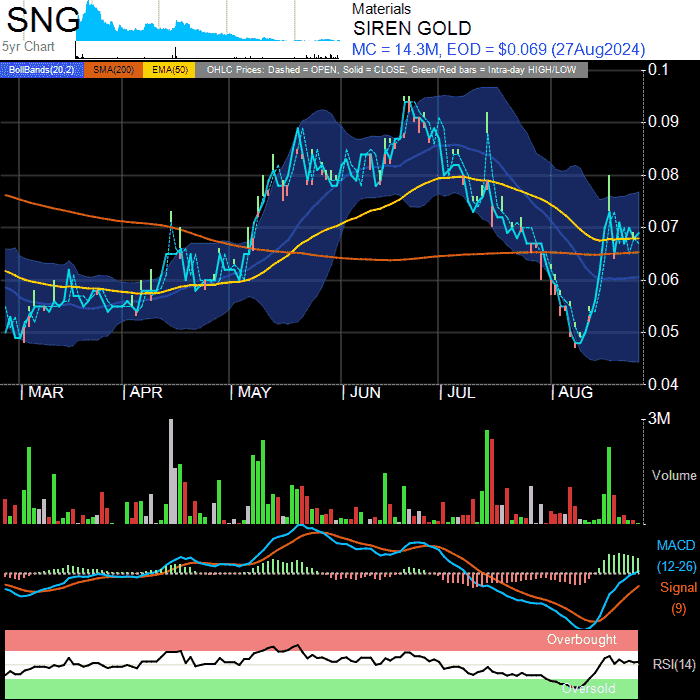 SNG
5yr Chart
Materials
SIREN GOLD
MC = 14.3M, EOD = $0.069 (27Aug2024)
BollBands(20,2) SMA(200) EMA(50) OHLC Prices: Dashed = OPEN, Solid = CLOSE, Green/Red bars = Intra-day HIGH/LOW
0.1
0.09
0.08
0.07
0.06
0.05
0.04
MAR APR MAY JUN JUL AUG
3M
Volume
MACD
(12-26)
Signal
(9)
Overbought
RSI(14)
Oversold